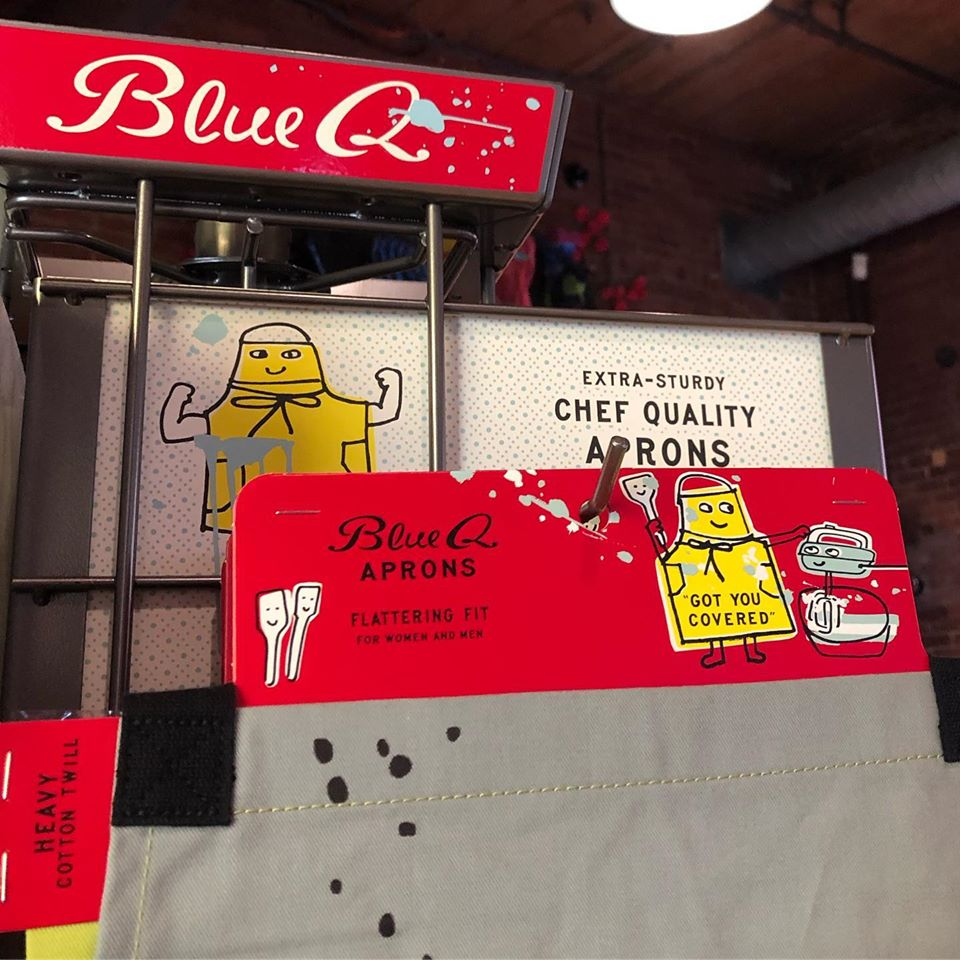 Blue Q
EXTRA-STURDY
CHEF QUALITY
APRONS
Blue Q
APRONS
FLATTERING FIT
FOR WOMEN AND MEN
"GOT YOU
COVERED"
HEAVY
COTTON TWILL